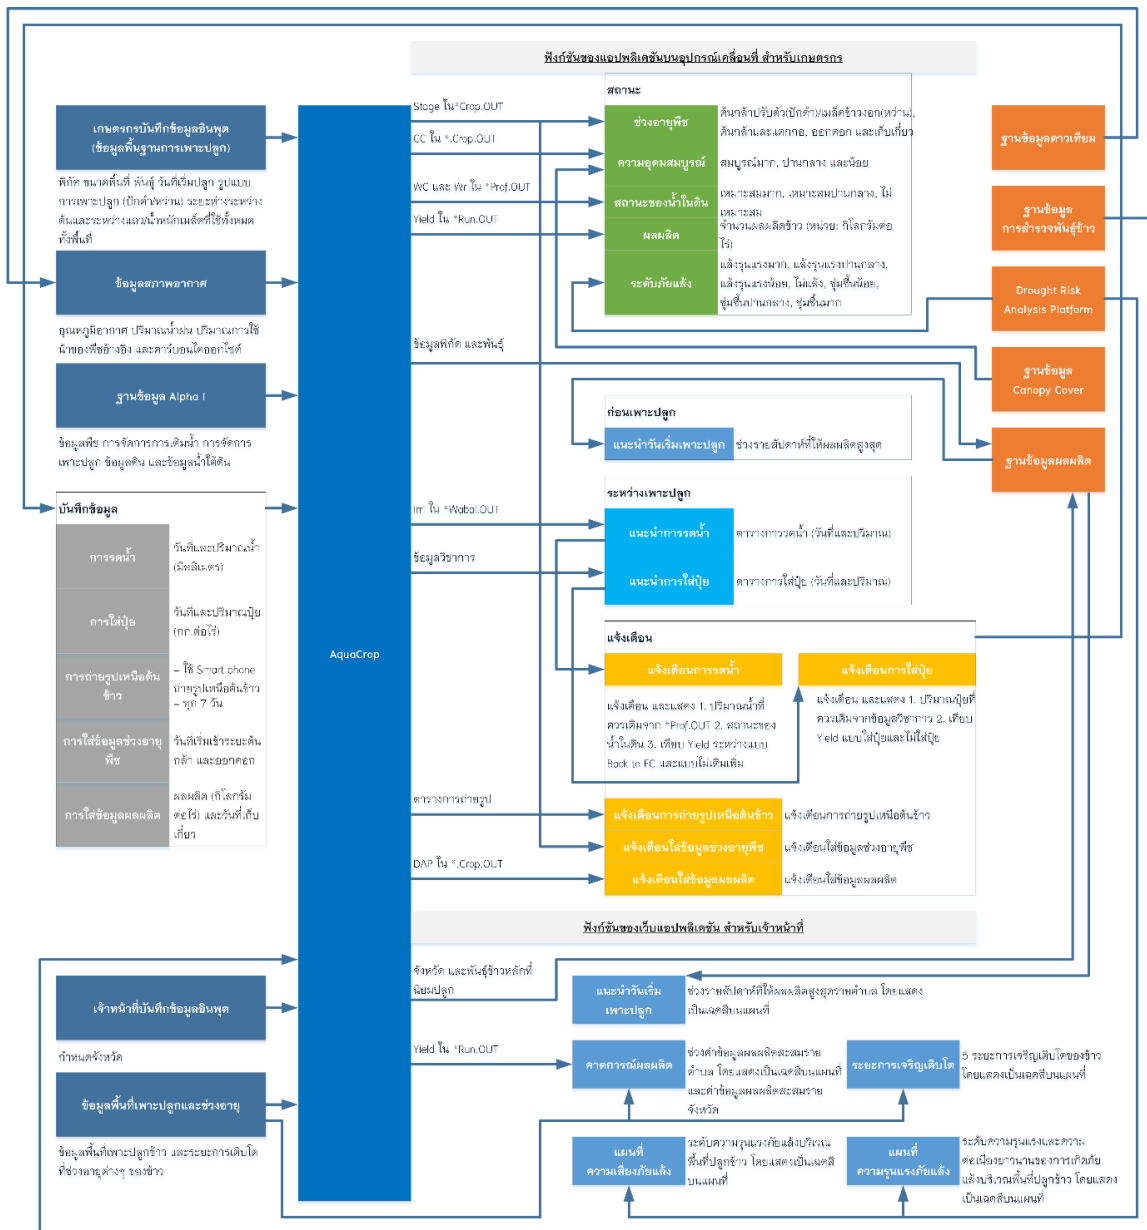 ฟังก์ชันของแอปพลิเคชันบนอุปกรณ์เคลื่อนที่ สำหรับเกษตรกร
เกษตรกรบันทึกข้อมูลอินพุต
(ข้อมูลพื้นฐานการเพาะปลูก)
พิกัด ขนาดพื้นที่ พันธุ์ วันที่เริ่มปลูก รูปแบบ
การเพาะปลูก (ปักดำ/หว่าน) ระยะห่างระหว่าง
ต้นและระหว่างแถว/น้ำหนักเมล็ดที่ใช้ทั้งหมด
ทั้งพื้นที่
ข้อมูลสภาพอากาศ
อุณหภูมิอากาศ ปริมาณน้ำฝน ปริมาณการใช้
น้ำของพืชอ้างอิง และคาร์บอนไดออกไซด์
ฐานข้อมูล Alpha I
ข้อมูลพืช การจัดการการเติมน้ำ การจัดการ
เพาะปลูก ข้อมูลดิน และข้อมูลน้ำใต้ดิน
บันทึกข้อมูล
การรดน้ำ
วันที่และปริมาณน้ำ
(มิลลิเมตร)
การใส่ปุ๋ย
วันที่และปริมาณปุ๋ย
(กก.ต่อไร่)
การถ่ายรูปเหนือต้น
ข้าว
– ใช้ Smart phone
ถ่ายรูปเหนือต้นข้าว
– ทุก 7 วัน
การใส่ข้อมูลช่วงอายุ
พืช
วันที่เริ่มเข้าระยะต้น
กล้า และออกดอก
การใส่ข้อมูลผลผลิต
ผลผลิต (กิโลกรัม
ต่อไร่) และวันที่เก็บ
เกี่ยว
เจ้าหน้าที่บันทึกข้อมูลอินพุต
กำหนดจังหวัด
ข้อมูลพื้นที่เพาะปลูกและช่วงอายุ
ข้อมูลพื้นที่เพาะปลูกข้าว และระยะการเติบโต
ที่ช่วงอายุต่างๆ ของข้าว
AquaCrop
Stage ใน*Crop.OUT
CC ใน *.Crop.OUT
WC และ Wr ใน *Prof.OUT
Yield ใน *Run.OUT
ข้อมูลพิกัด และพันธุ์
Irri ใน *Wabal.OUT
ข้อมูลวิชาการ
ตารางการถ่ายรูป
DAP ใน *.Crop.OUT
จังหวัด และพันธุ์ข้าวหลักที่
นิยมปลูก
Yield ใน *Run.OUT
สถานะ
ช่วงอายุพืช
ต้นกล้าปรับตัว(ปักดำ)/เมล็ดข้าวงอก(หว่าน),
ต้นกล้าและแตกกอ, ออกดอก และเก็บเกี่ยว
ความอุดมสมบูรณ์
สมบูรณ์มาก, ปานกลาง และน้อย
สถานะของน้ำในดิน
เหมาะสมมาก, เหมาะสมปานกลาง, ไม่
เหมาะสม
ผลผลิต
จำนวนผลผลิตข้าว (หน่วย: กิโลกรัมต่อ
ไร่)
ระดับภัยแล้ง
แล้งรุนแรงมาก, แล้งรุนแรงปานกลาง,
แล้งรุนแรงน้อย, ไม่แล้ง, ชุ่มชื้นน้อย,
ชุ่มชื้นปานกลาง, ชุ่มชื้นมาก
ก่อนเพาะปลูก
แนะนำวันเริ่มเพาะปลูก
ช่วงรายสัปดาห์ที่ให้ผลผลิตสูงสุด
ระหว่างเพาะปลูก
แนะนำการรดน้ำ
ตารางการรดน้ำ (วันที่และปริมาณ)
แนะนำการใส่ปุ๋ย
ตารางการใส่ปุ๋ย (วันที่และปริมาณ)
แจ้งเตือน
แจ้งเตือนการรดน้ำ
แจ้งเตือน และแสดง 1. ปริมาณน้ำที่
ควรเติมจาก *Prof.OUT 2. สถานะของ
น้ำในดิน 3. เทียบ Yield ระหว่างแบบ
Back to FC และแบบไม่เติมเพิ่ม
แจ้งเตือนการใส่ปุ๋ย
แจ้งเตือน และแสดง 1. ปริมาณปุ๋ยที่
ควรเติมจากข้อมูลวิชาการ 2. เทียบ
Yield แบบใส่ปุ๋ยและไม่ใส่ปุ๋ย
แจ้งเตือนการถ่ายรูปเหนือต้นข้าว
แจ้งเตือนการถ่ายรูปเหนือต้นข้าว
แจ้งเตือนใส่ข้อมูลช่วงอายุพืช
แจ้งเตือนใส่ข้อมูลช่วงอายุพืช
แจ้งเตือนใส่ข้อมูลผลผลิต
แจ้งเตือนใส่ข้อมูลผลผลิต
ฐานข้อมูลดาวเทียม
ฐานข้อมูล
การสำรวจพันธุ์ข้าว
Drought Risk
Analysis Platform
ฐานข้อมูล
Canopy Cover
ฐานข้อมูลผลผลิต
ฟังก์ชันของเว็บแอปพลิเคชัน สำหรับเจ้าหน้าที่
แนะนำวันเริ่ม
เพาะปลูก
ช่วงรายสัปดาห์ที่ให้ผลผลิตสูงสุดรายตำบล โดยแสดง
เป็นเฉดสีบนแผนที่
คาดการณ์ผลผลิต
ช่วงค่าข้อมูลผลผลิตสะสมราย
ตำบล โดยแสดงเป็นเฉดสีบนแผนที่
และค่าข้อมูลผลผลิตสะสมราย
จังหวัด
ระยะการเจริญเติบโต
5 ระยะการเจริญเติบโตของข้าว
โดยแสดงเป็นเฉดสีบนแผนที่
แผนที่
ความเสี่ยงภัยแล้ง
ระดับความรุนแรงภัยแล้งบริเวณ
พื้นที่ปลูกข้าว โดยแสดงเป็นเฉดสี
บนแผนที่
แผนที่
ความรุนแรงภัยแล้ง
ระดับความรุนแรงและความ
ต่อเนื่องยาวนานของการเกิดภัย
แล้งบริเวณพื้นที่ปลูกข้าว โดยแสดง
เป็นเฉดสีบนแผนที่